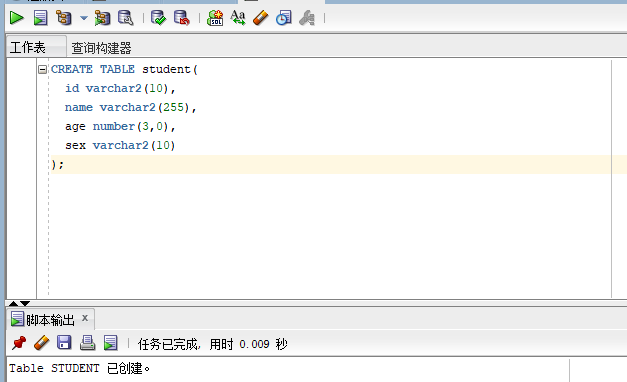 工作表 查询构建器
CREATE TABLE student(
id varchar2(10),
name varchar2(255),
age number(3,0),
sex varchar2(10)
);
脚本输出 x
任务已完成, 用时 0.009 秒
Table STUDENT 已创建。